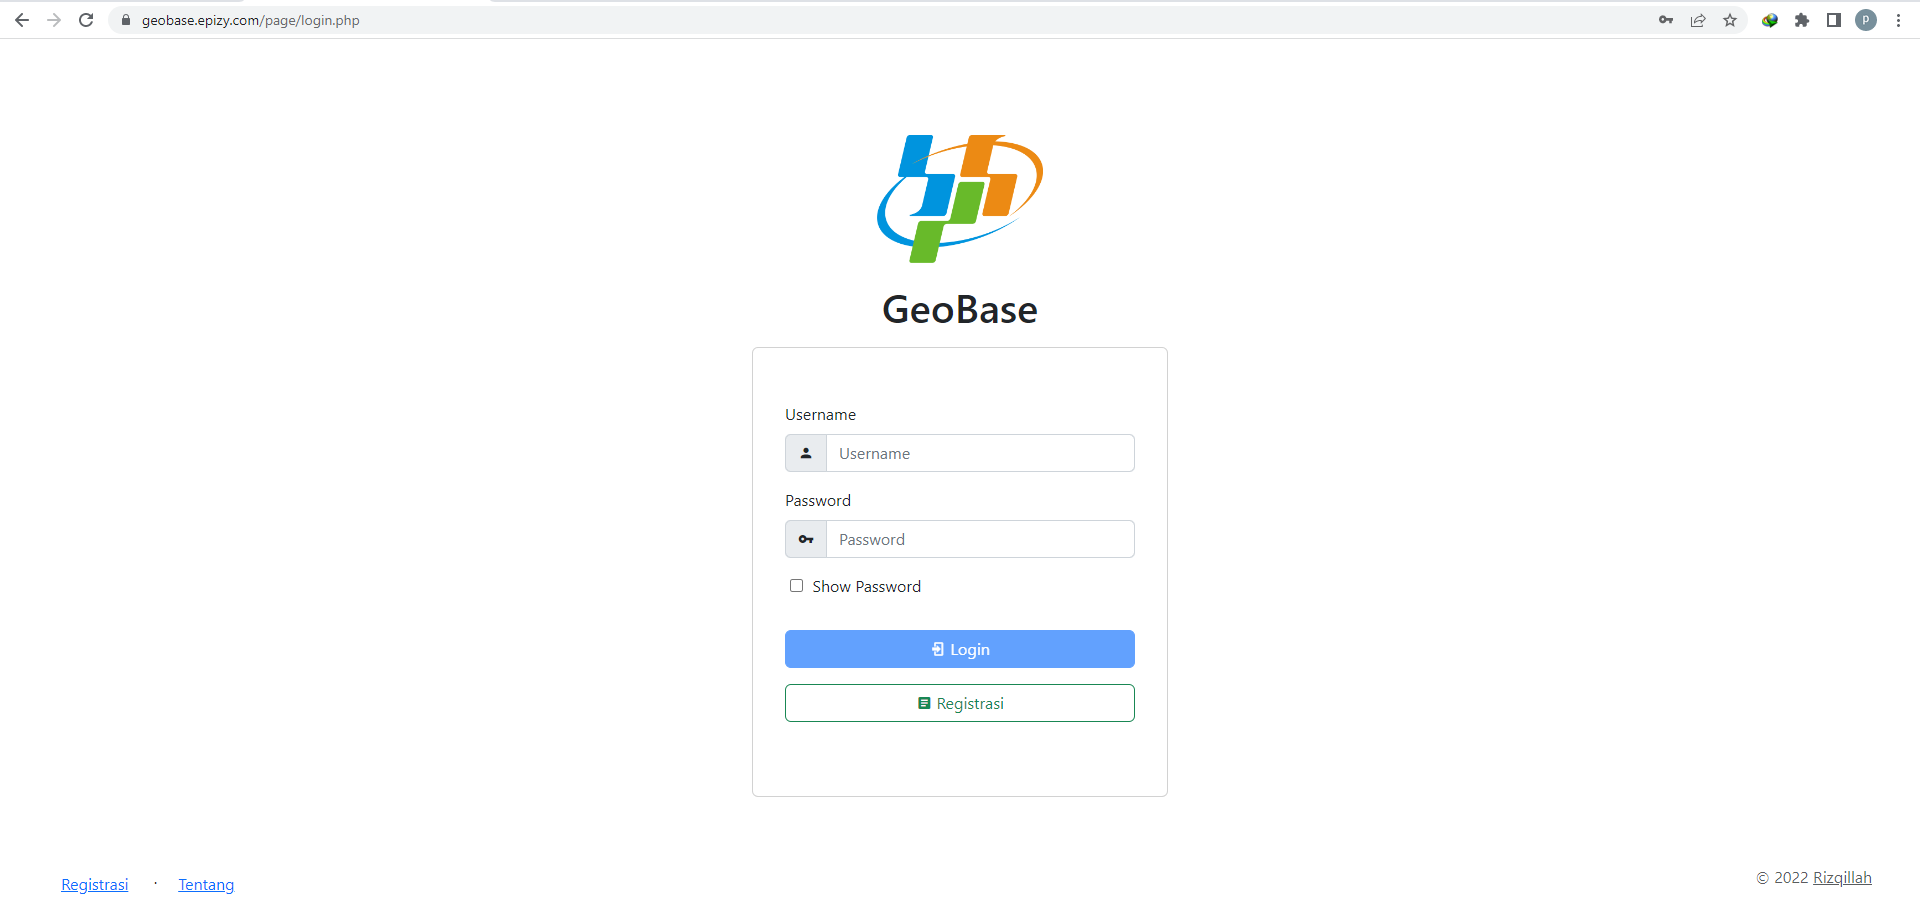 geobase.epizy.com/page/login.php
P
GeoBase
Username
Username
Password
Password
Show Password
Login
Registrasi
Registrasi · Tentang
© 2022 Rizqillah